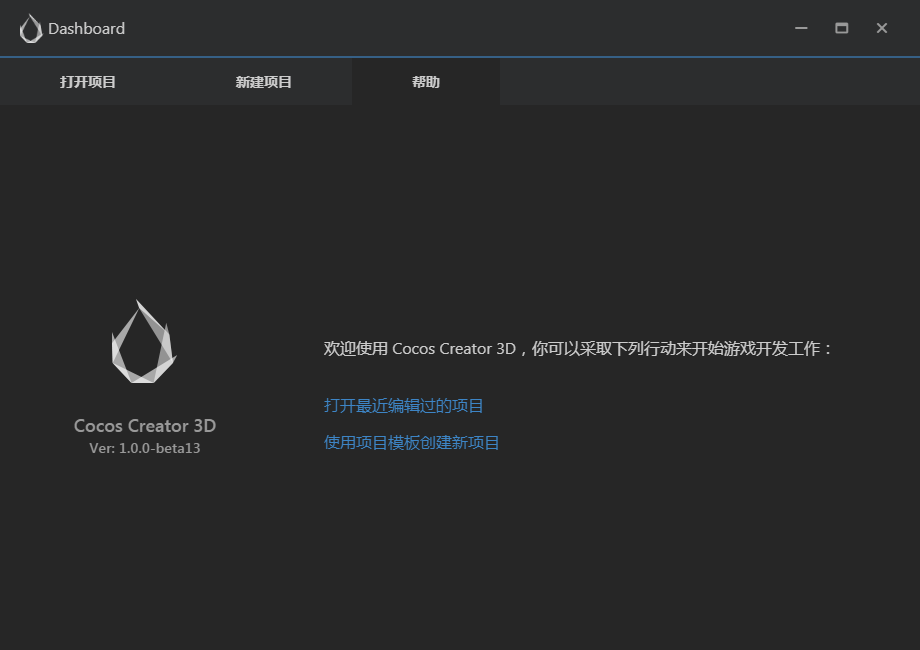 Dashboard
打开项目 新建项目 帮助
欢迎使用 Cocos Creator 3D，你可以采取下列行动来开始游戏开发工作：
打开最近编辑过的项目
使用项目模板创建新项目
Cocos Creator 3D
Ver: 1.0.0-beta13